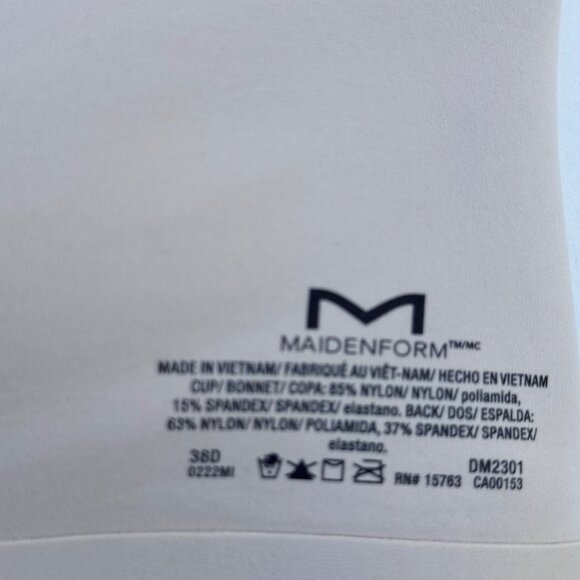 M
MAIDENFORM™/MC
MADE IN VIETNAM/ FABRIQUÉ AU VIÊT-NAM/ HECHO EN VIETNAM
CUP/ BONNET/ COPA: 85% NYLON/ NYLON/ poliamida,
15% SPANDEX/ SPANDEX/ elastano. BACK/ DOS/ ESPALDA:
63% NYLON/ NYLON/ POLIAMIDA, 37% SPANDEX/ SPANDEX/
elastano.
38D
0222MI
RN# 15763
DM2301
CA00153